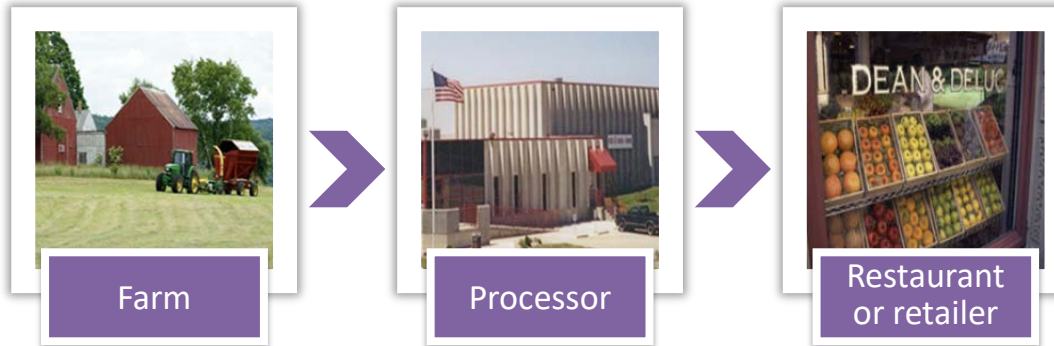 DEAN & DELUC
Farm
Processor
Restaurant
or retailer